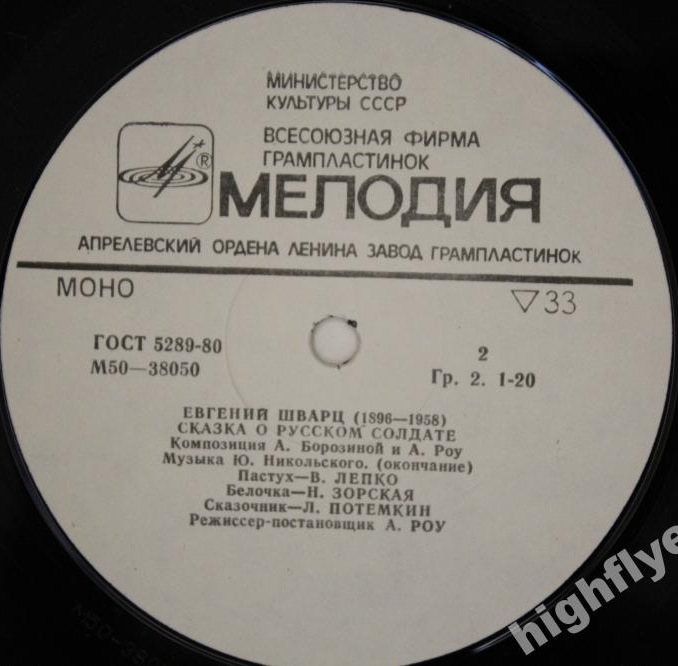 МИНИСТЕРСТВО
КУЛЬТУРЫ СССР
ВСЕСОЮЗНАЯ ФИРМА
ГРАМПЛАСТИНОК
®
МЕЛОДИЯ
АПРЕЛЕВСКИЙ ОРДЕНА ЛЕНИНА ЗАВОД ГРАМПЛАСТИНОК
МОНО
▽33
ГОСТ 5289-80
М50—38050
2
Гр. 2. 1-20
ЕВГЕНИЙ ШВАРЦ (1896—1958)
СКАЗКА О РУССКОМ СОЛДАТЕ
Композиция А. Борозиной и А. Роу
Музыка Ю. Никольского. (окончание)
Пастух—В. ЛЕПКО
Белочка—Н. ЗОРСКАЯ
Сказочник—Л. ПОТЕМКИН
Режиссер-постановщик А. РОУ
highflye